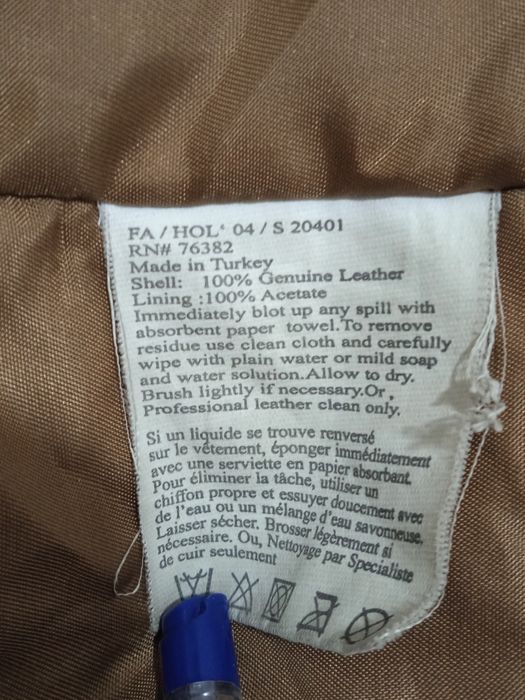 FA / HOL' 04 / S 20401
RN# 76382
Made in Turkey
Shell: 100% Genuine Leather
Lining :100% Acetate
Immediately blot up any spill with
absorbent paper towel.To remove
residue use clean cloth and carefully
wipe with plain water or mild soap
and water solution.Allow to dry.
Brush lightly if necessary.Or,
Professional leather clean only.
Si un liquide se trouve renversé
sur le vêtement, éponger immédiatement
avec une serviette en papier absorbant.
Pour éliminer la tâche, utiliser un
chiffon propre et essuyer doucement avec
de l'eau ou un mélange d'eau savonneuse.
Laisser sécher. Brosser légèrement si
nécessaire. Ou, Nettoyage par Specialiste
de cuir seulement